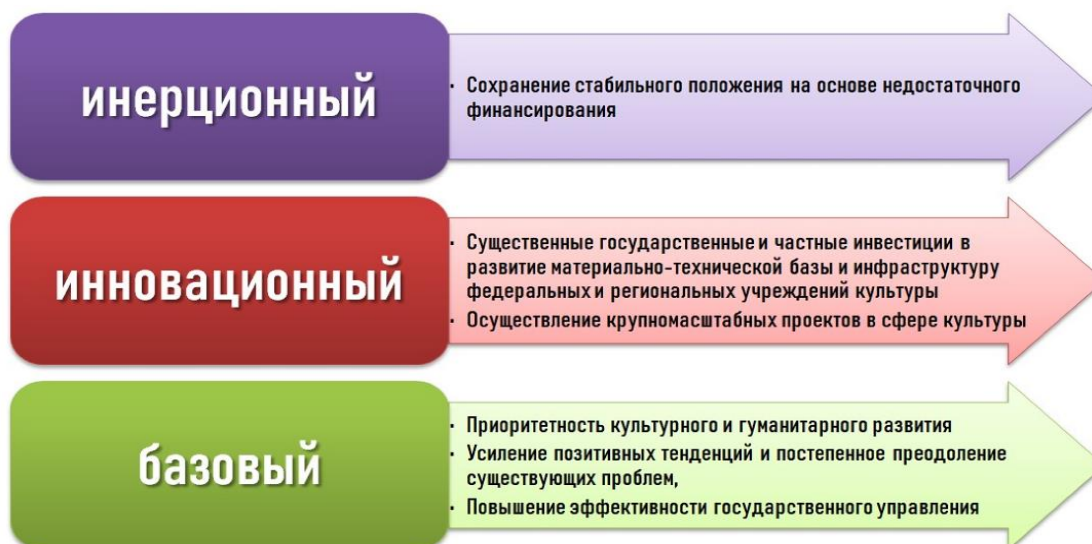 инерционный
· Сохранение стабильного положения на основе недостаточного
финансирования
инновационный
· Существенные государственные и частные инвестиции в
развитие материально-технической базы и инфраструктуру
федеральных и региональных учреждений культуры
· Осуществление крупномасштабных проектов в сфере культуры
базовый
· Приоритетность культурного и гуманитарного развития
· Усиление позитивных тенденций и постепенное преодоление
существующих проблем,
· Повышение эффективности государственного управления